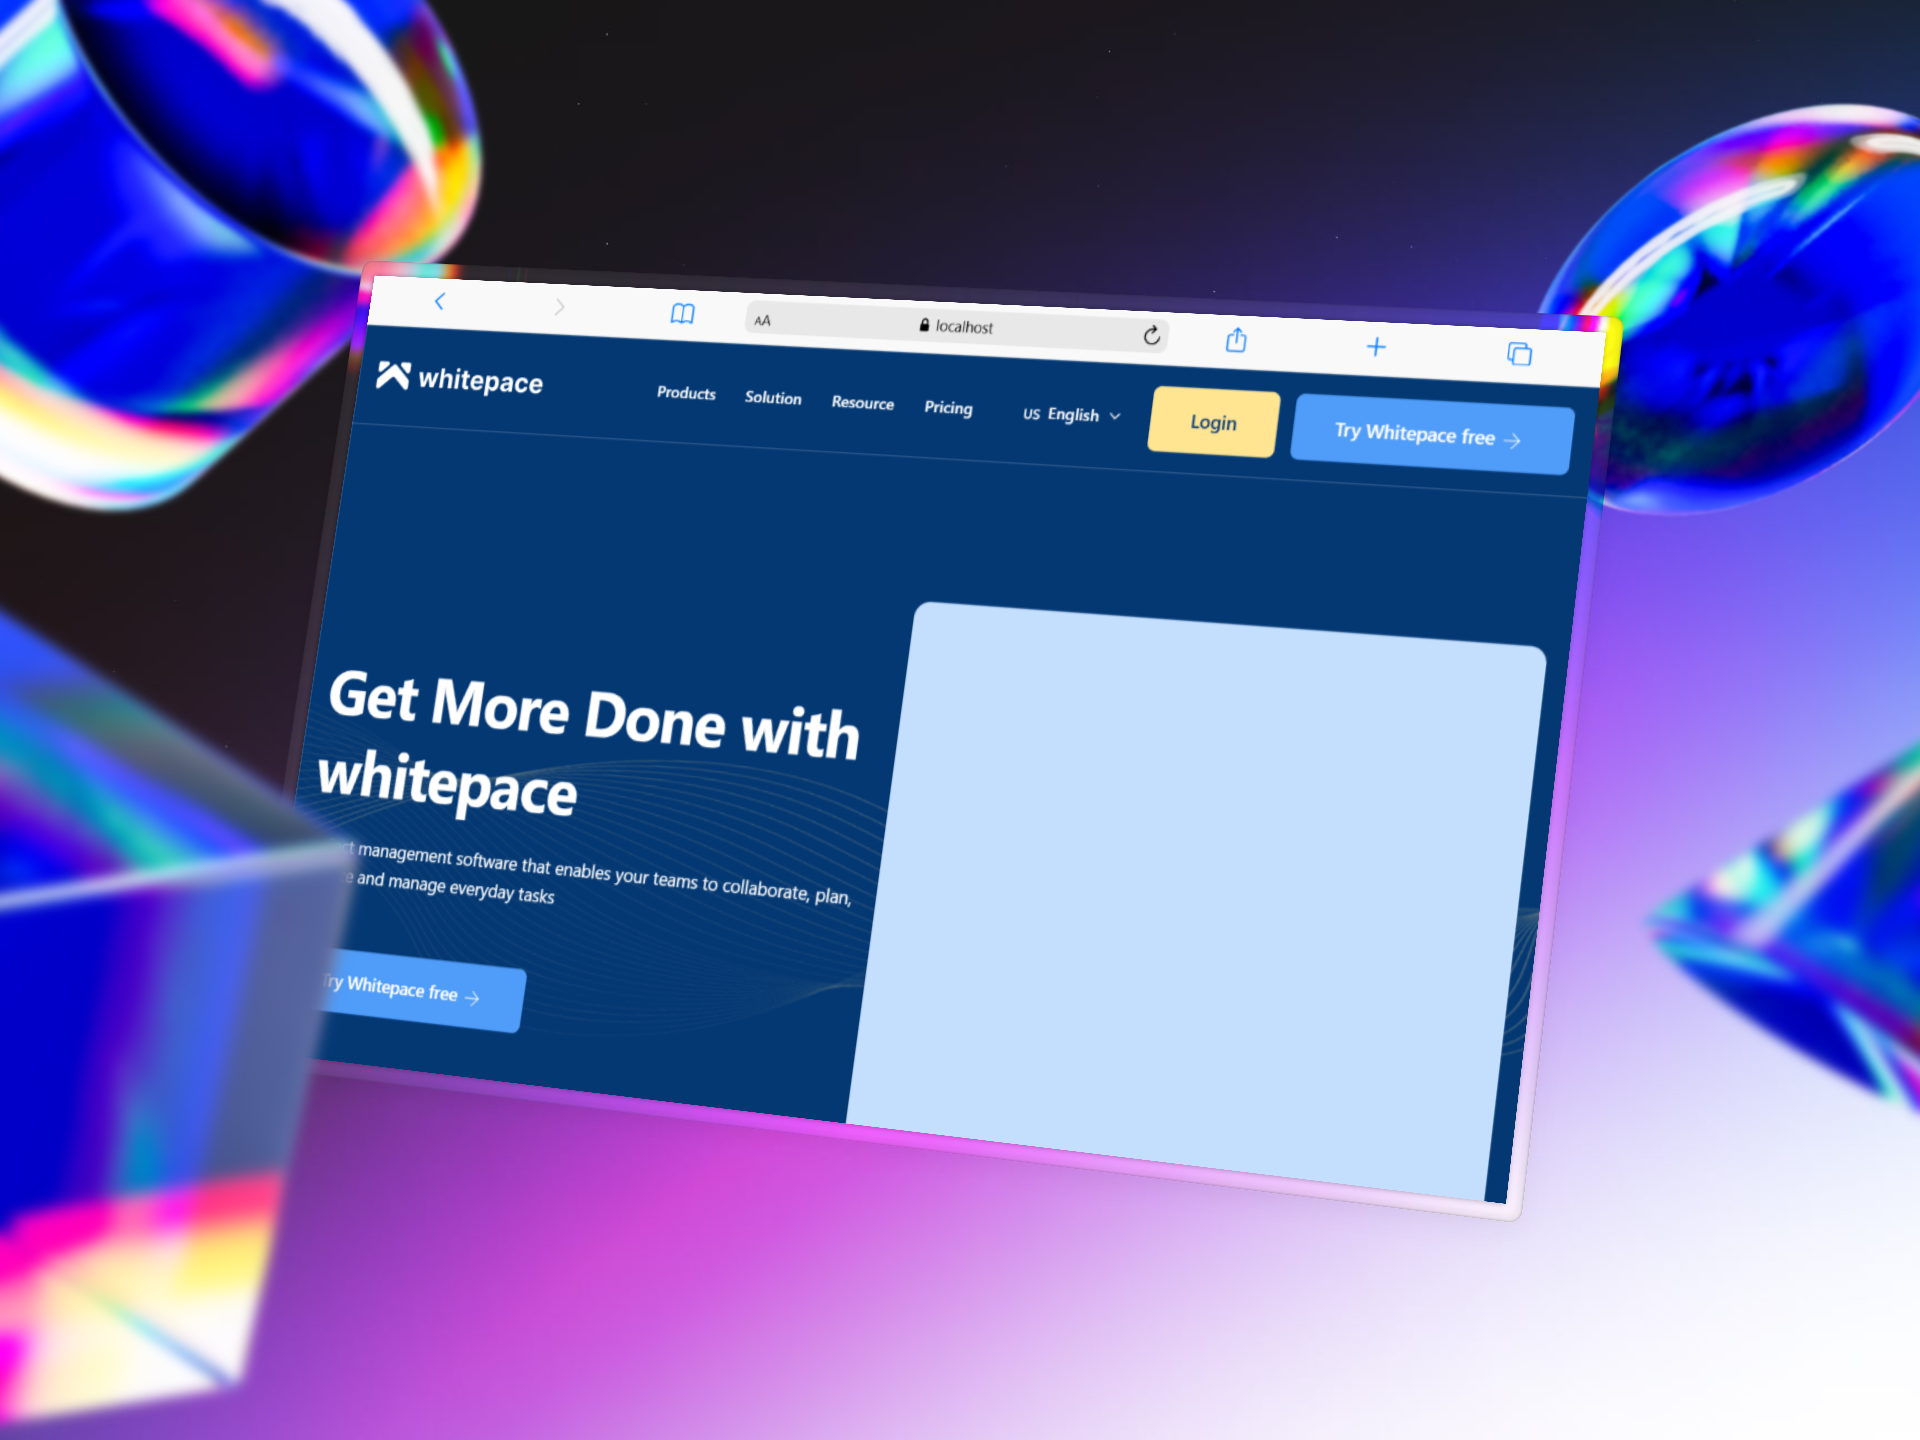 AA localhost
whitepace
Products Solution Resource Pricing US English Login Try Whitepace free →
Get More Done with
whitepace
management software that enables your teams to collaborate, plan,
and manage everyday tasks
Try Whitepace free →